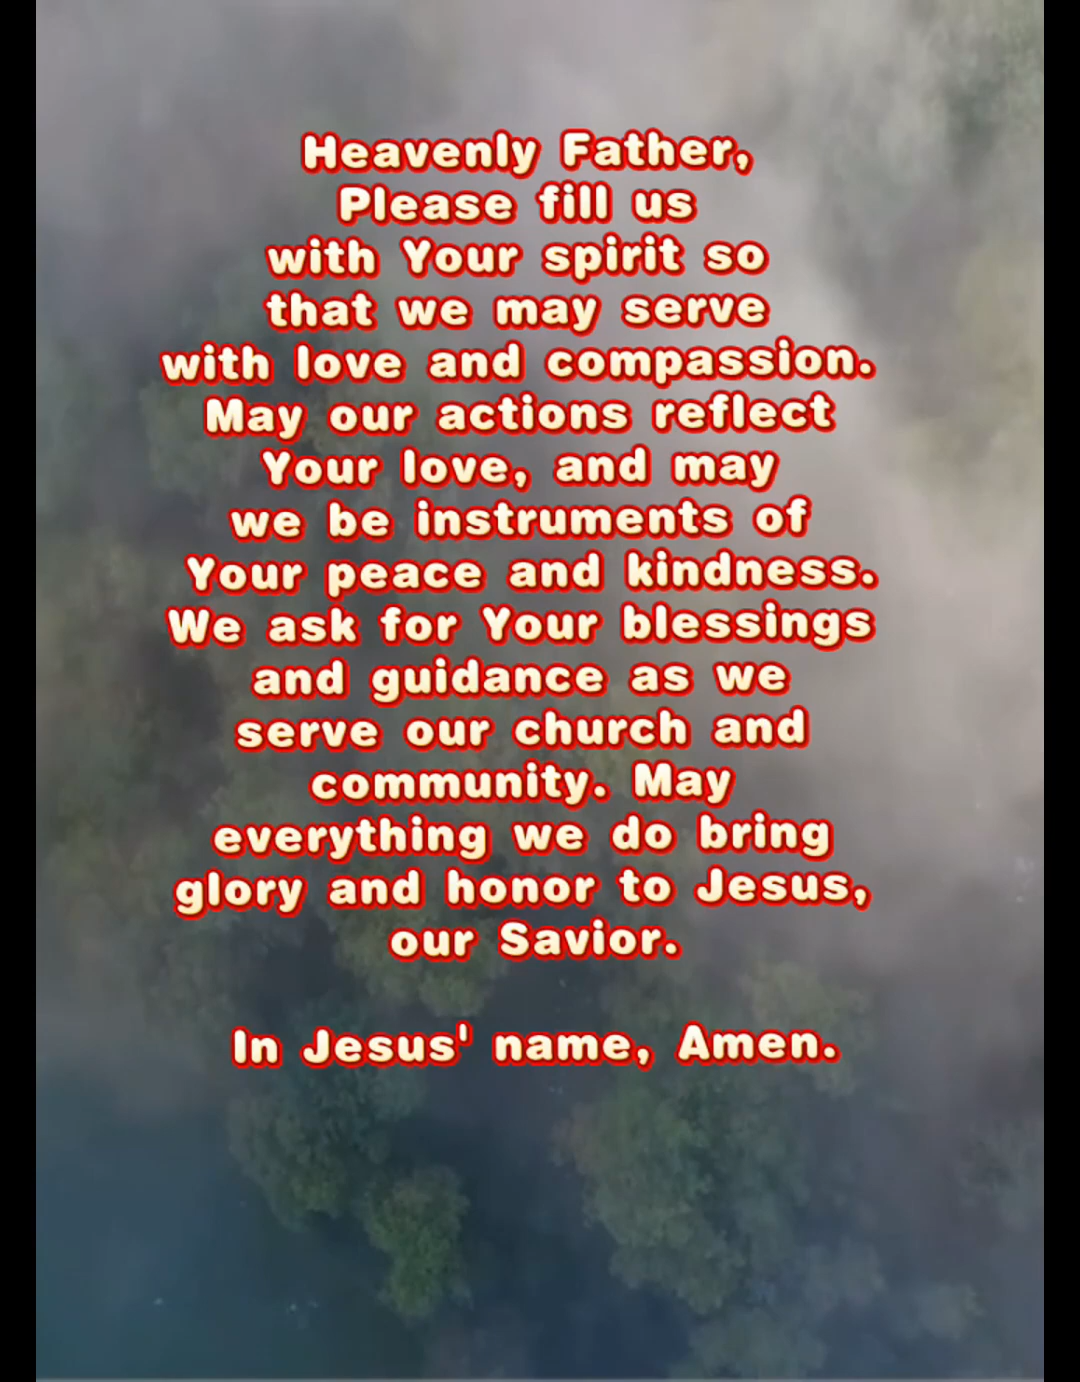 Heavenly Father,
Please fill us
with Your spirit so
that we may serve
with love and compassion.
May our actions reflect
Your love, and may
we be instruments of
Your peace and kindness.
We ask for Your blessings
and guidance as we
serve our church and
community. May
everything we do bring
glory and honor to Jesus,
our Savior.
In Jesus' name, Amen.